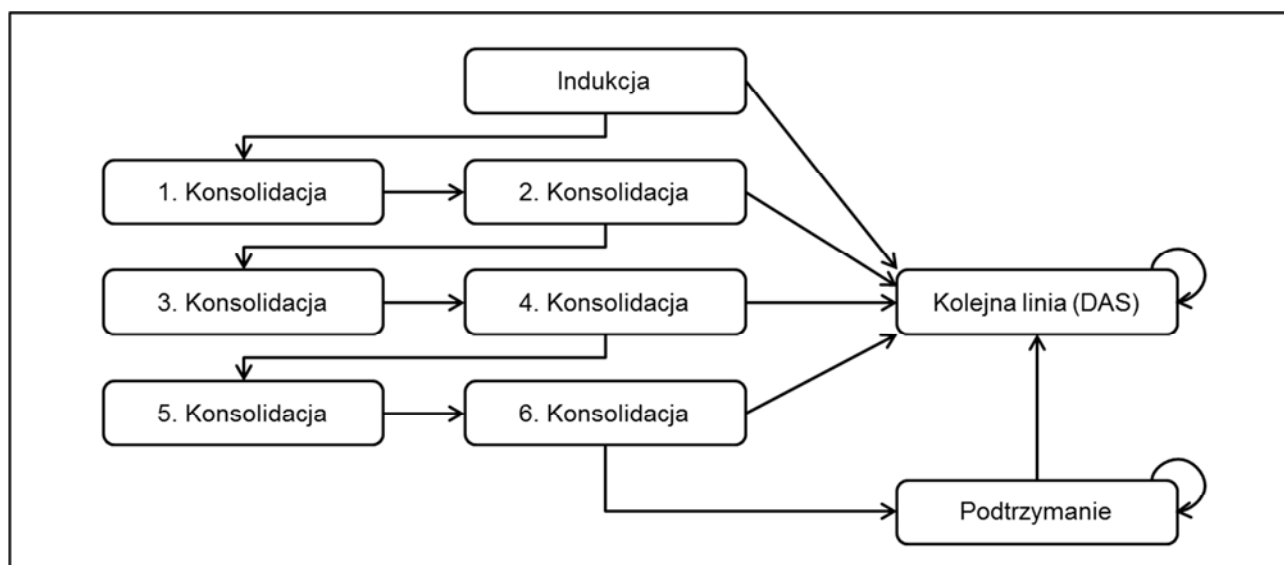 Indukcja
1. Konsolidacja
2. Konsolidacja
3. Konsolidacja
4. Konsolidacja
Kolejna linia (DAS)
5. Konsolidacja
6. Konsolidacja
Podtrzymanie